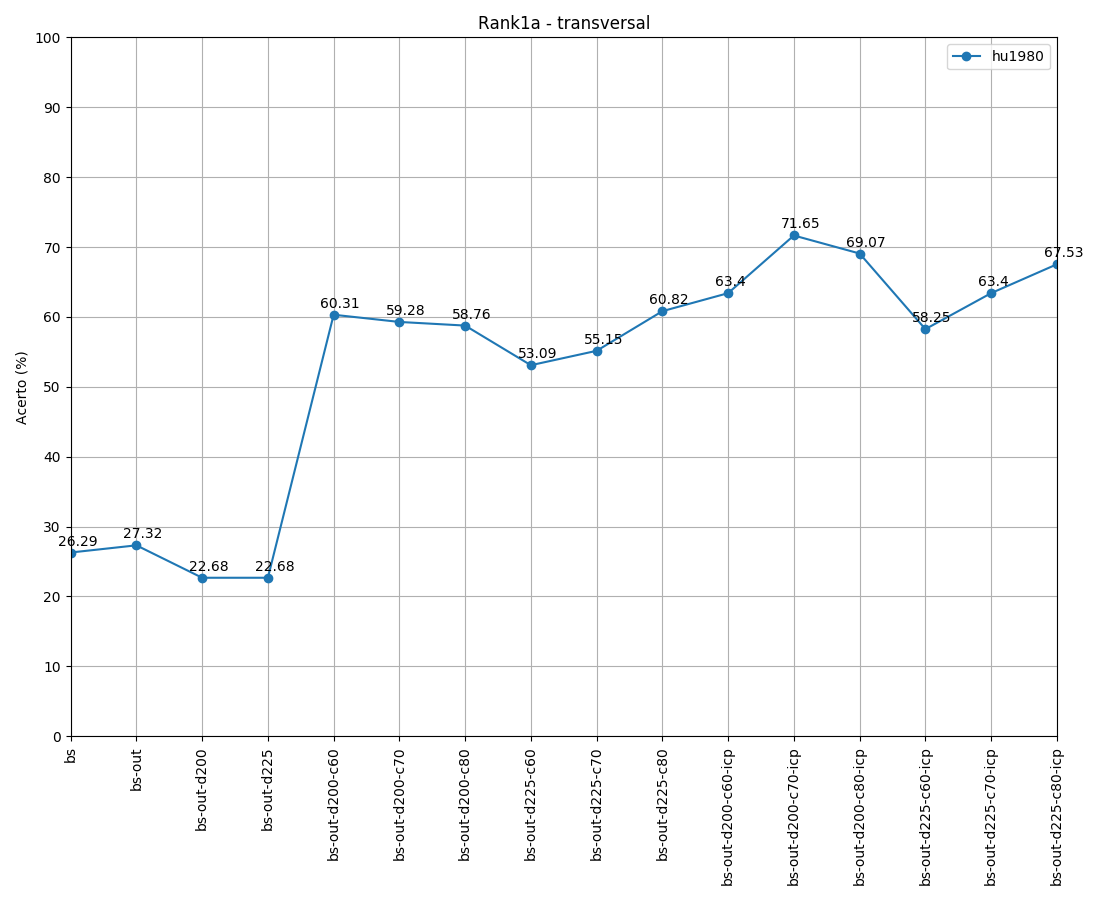 Rank1a - transversal
hu1980
Acerto (%)
100
90
80
70
60
50
40
30
20
10
0
26.29
27.32
22.68
22.68
60.31
59.28
58.76
53.09
55.15
60.82
63.4
71.65
69.07
58.25
63.4
67.53
bs
bs-out
bs-out-d200
bs-out-d225
bs-out-d200-c60
bs-out-d200-c70
bs-out-d200-c80
bs-out-d225-c60
bs-out-d225-c70
bs-out-d225-c80
bs-out-d200-c60-icp
bs-out-d200-c70-icp
bs-out-d200-c80-icp
bs-out-d225-c60-icp
bs-out-d225-c70-icp
bs-out-d225-c80-icp